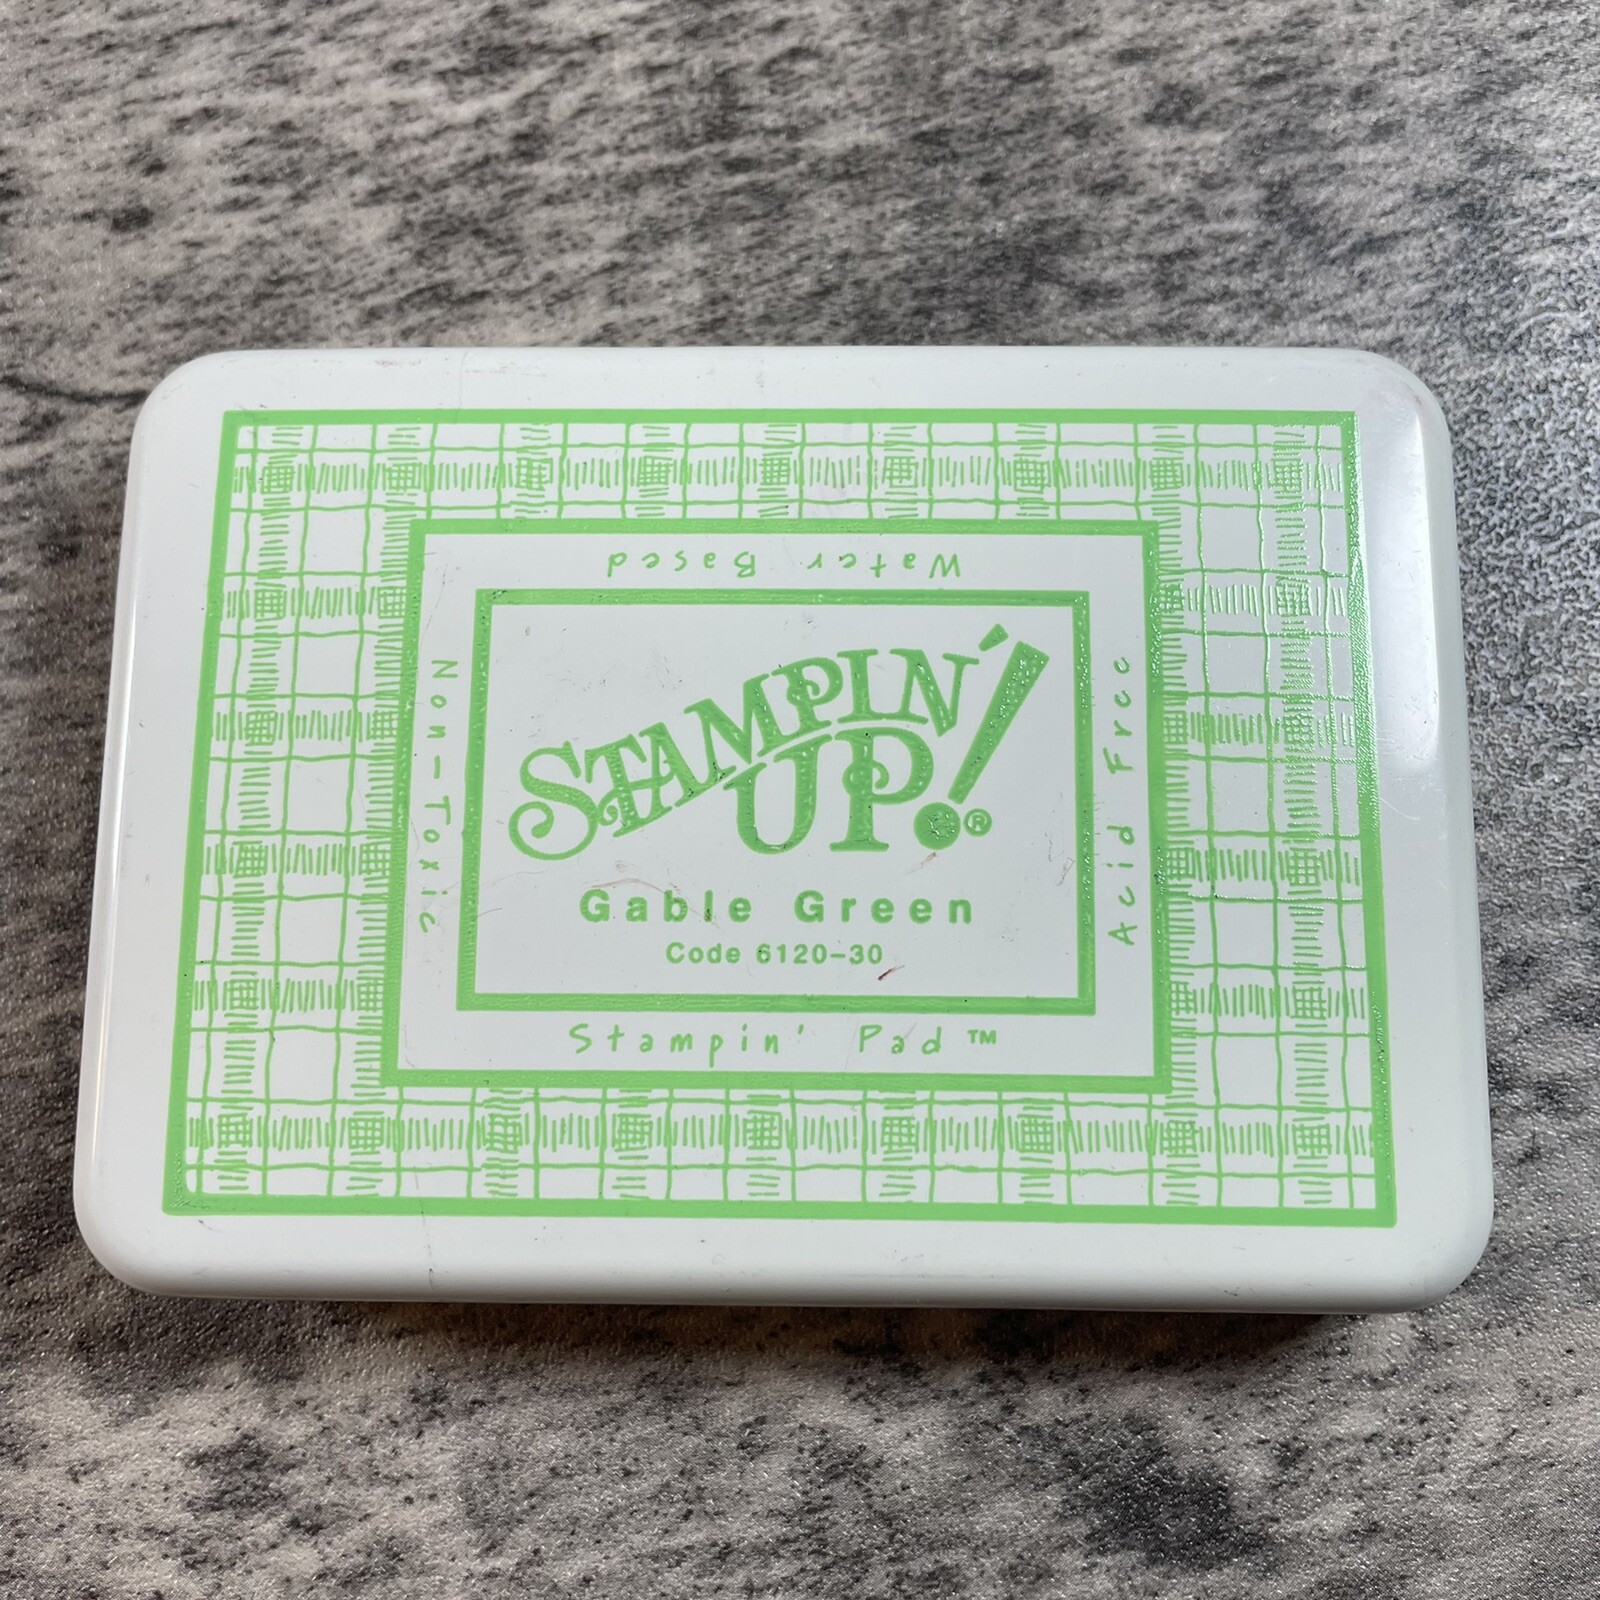 Water Based
Non-Toxic
STAMPIN'
UP!®
Gable Green
Code 6120-30
Acid Free
Stampin' Pad™